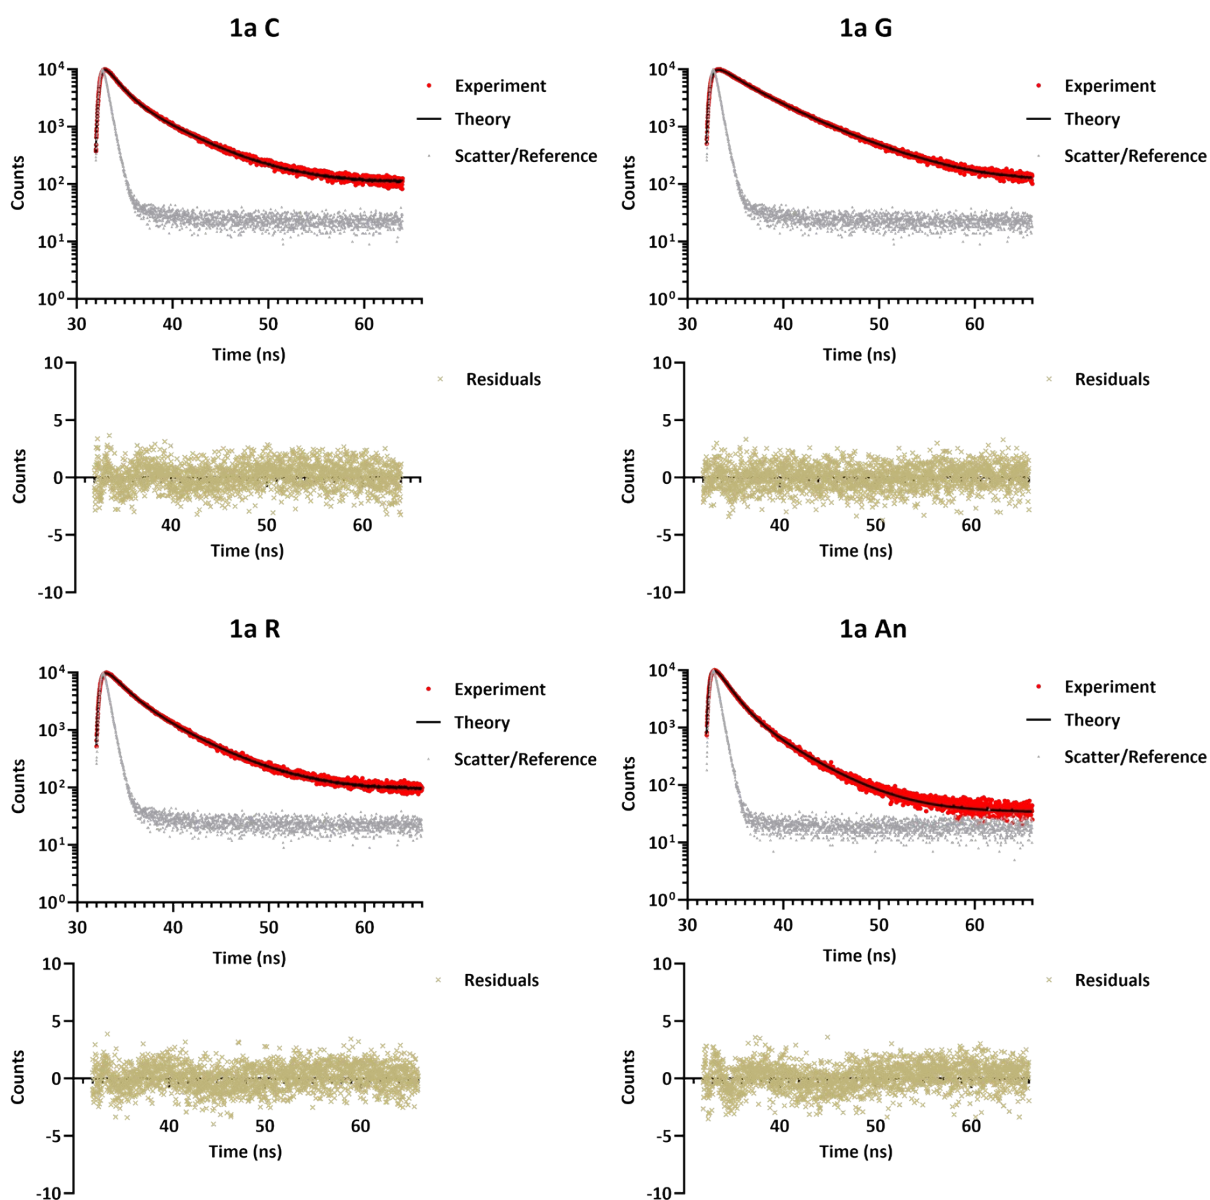 1a C
10⁴
10³
10²
10¹
10⁰
Counts
30 40 50 60
Time (ns)
Experiment
Theory
Scatter/Reference
10
5
0
-5
-10
Counts
40 50 60
Time (ns)
Residuals
1a G
10⁴
10³
10²
10¹
10⁰
Counts
30 40 50 60
Time (ns)
Experiment
Theory
Scatter/Reference
10
5
0
-5
-10
Counts
40 50 60
Time (ns)
Residuals
1a R
10⁴
10³
10²
10¹
10⁰
Counts
30 40 50 60
Time (ns)
Experiment
Theory
Scatter/Reference
10
5
0
-5
-10
Counts
40 50 60
Time (ns)
Residuals
1a An
10⁴
10³
10²
10¹
10⁰
Counts
30 40 50 60
Time (ns)
Experiment
Theory
Scatter/Reference
10
5
0
-5
-10
Counts
40 50 60
Time (ns)
Residuals